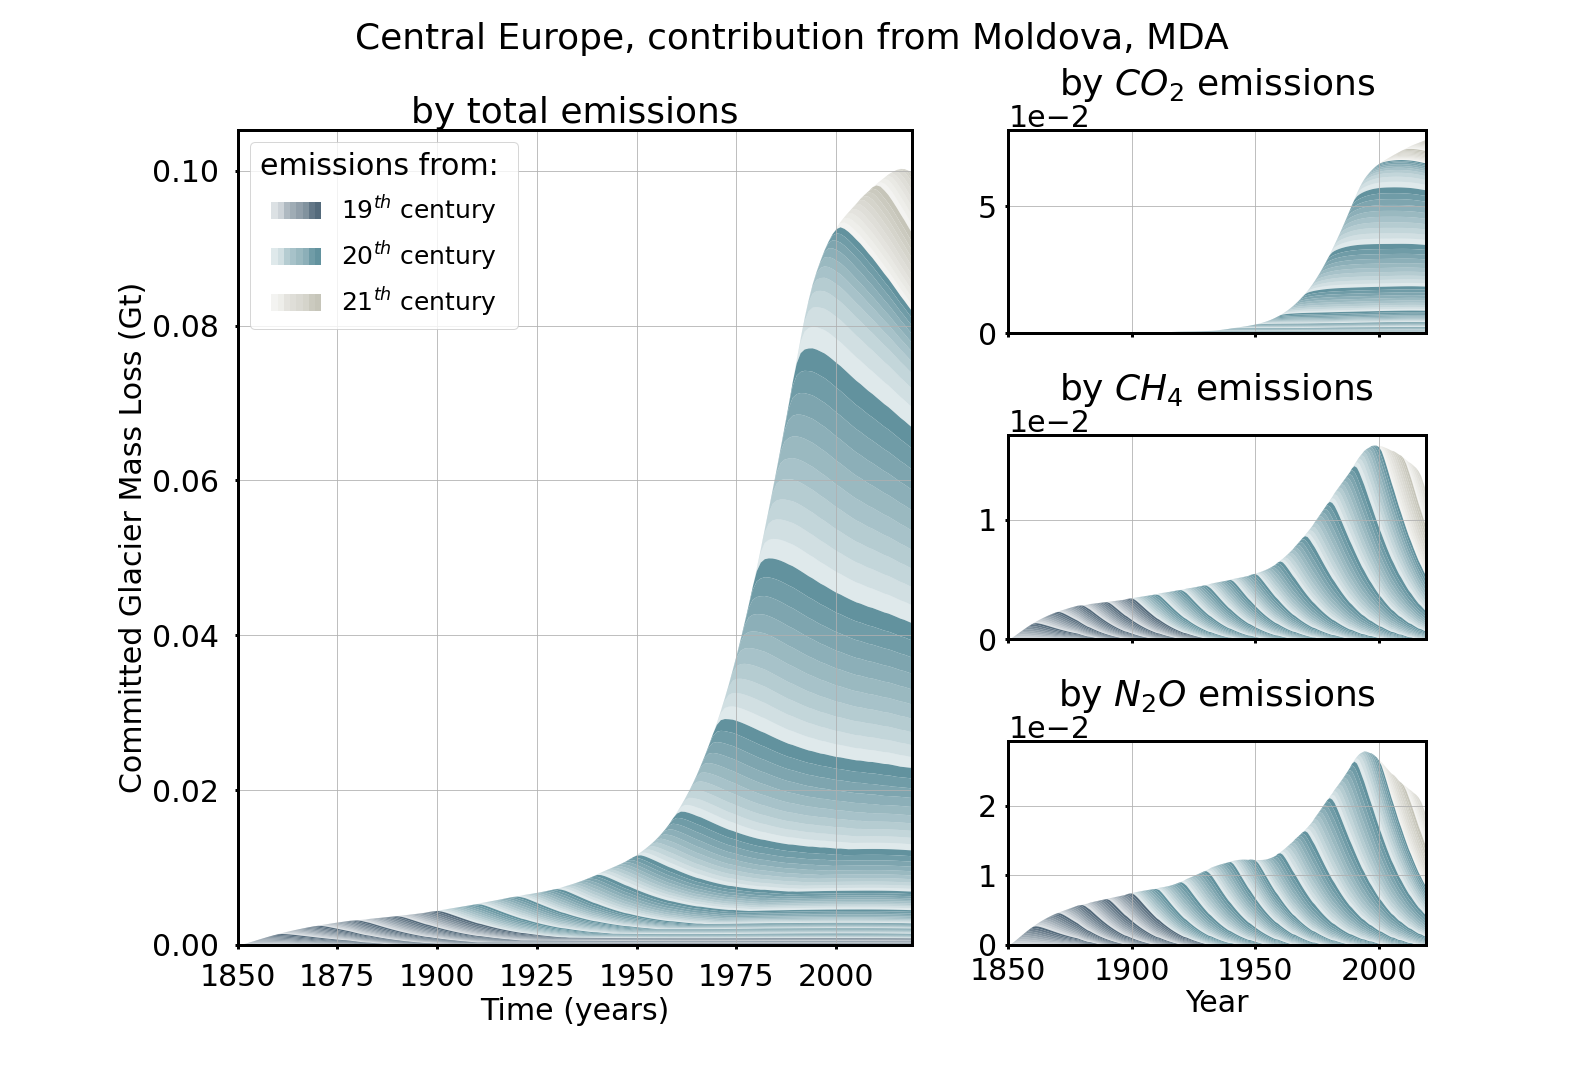 Central Europe, contribution from Moldova, MDA
by total emissions
Committed Glacier Mass Loss (Gt)
0.10
0.08
0.06
0.04
0.02
0.00
emissions from:
19th century
20th century
21th century
1850 1875 1900 1925 1950 1975 2000
Time (years)
by CO2 emissions
1e−2
5
0
by CH4 emissions
1e−2
1
0
by N2O emissions
1e−2
2
1
0
1850 1900 1950 2000
Year